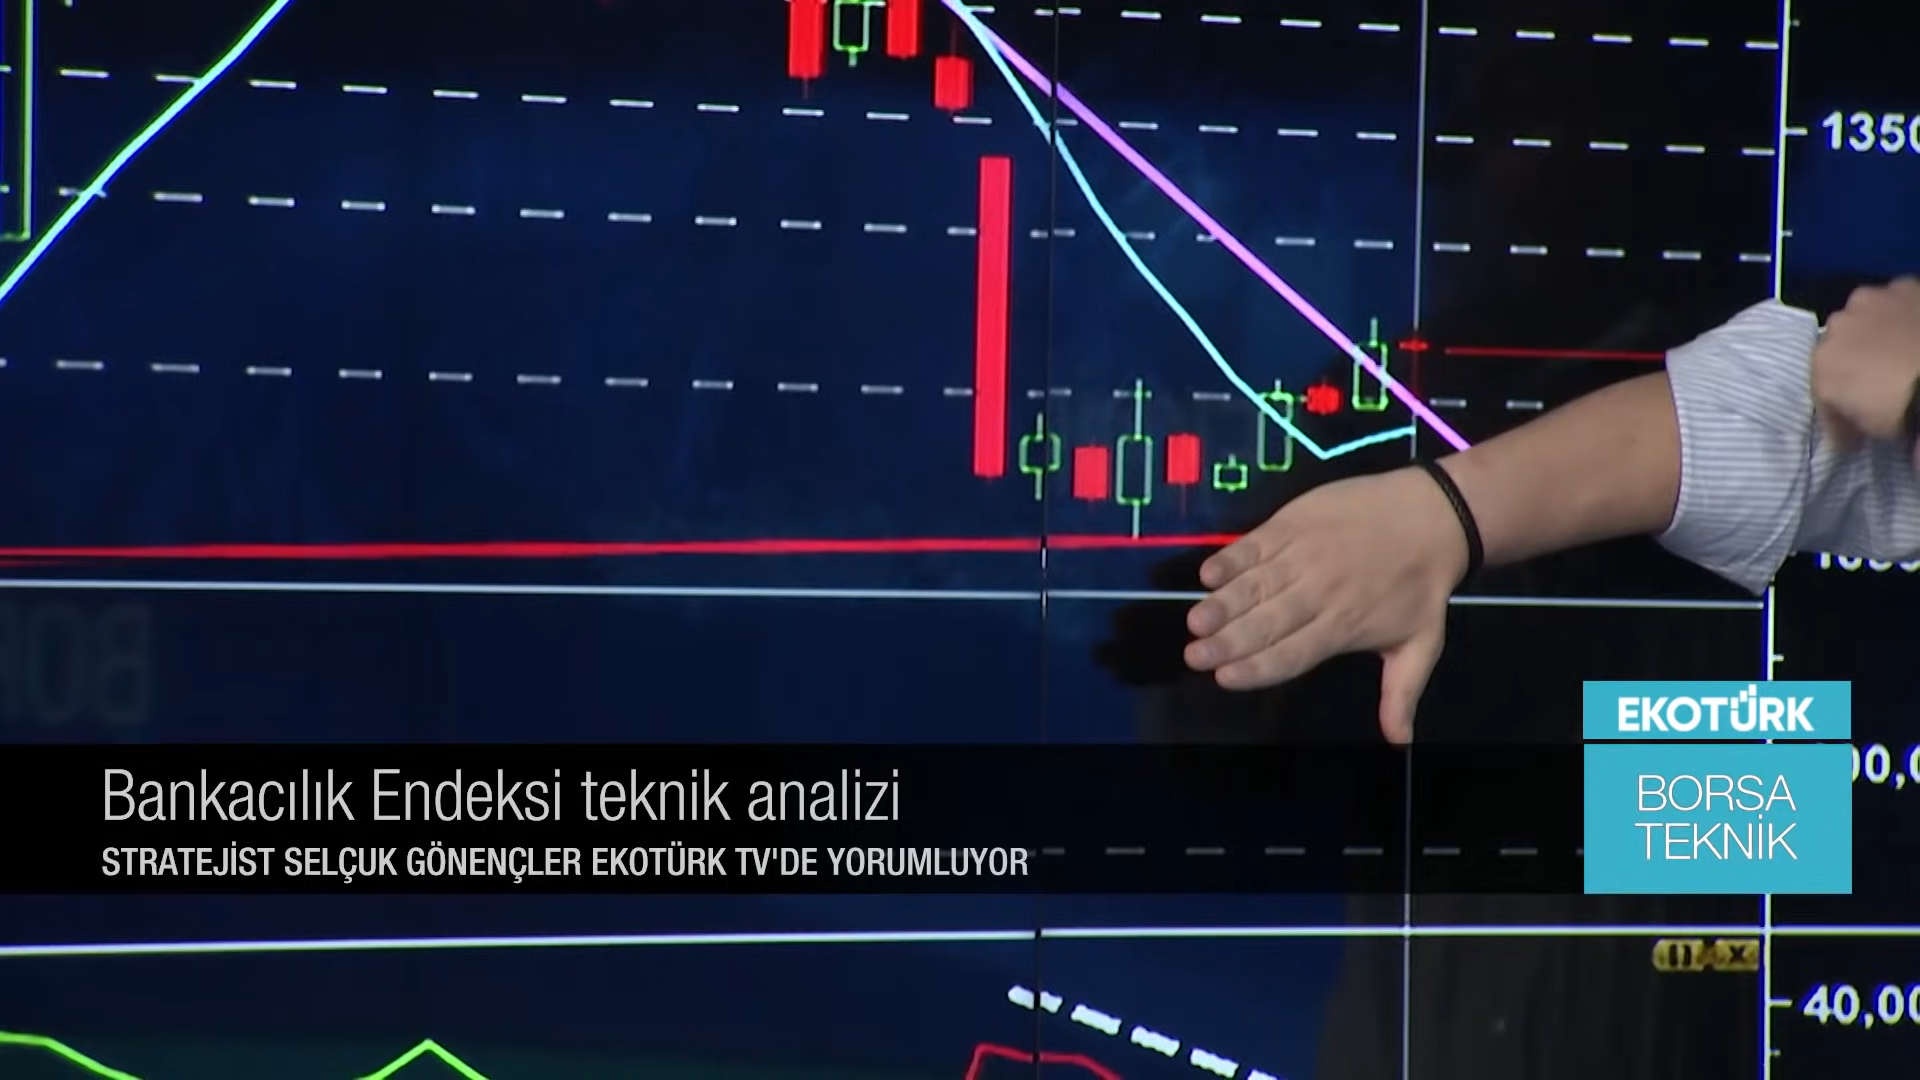 1350
EKOTÜRK
BORSA
TEKNİK
Bankacılık Endeksi teknik analizi
STRATEJİST SELÇUK GÖNENÇLER EKOTÜRK TV'DE YORUMLUYOR
40,00